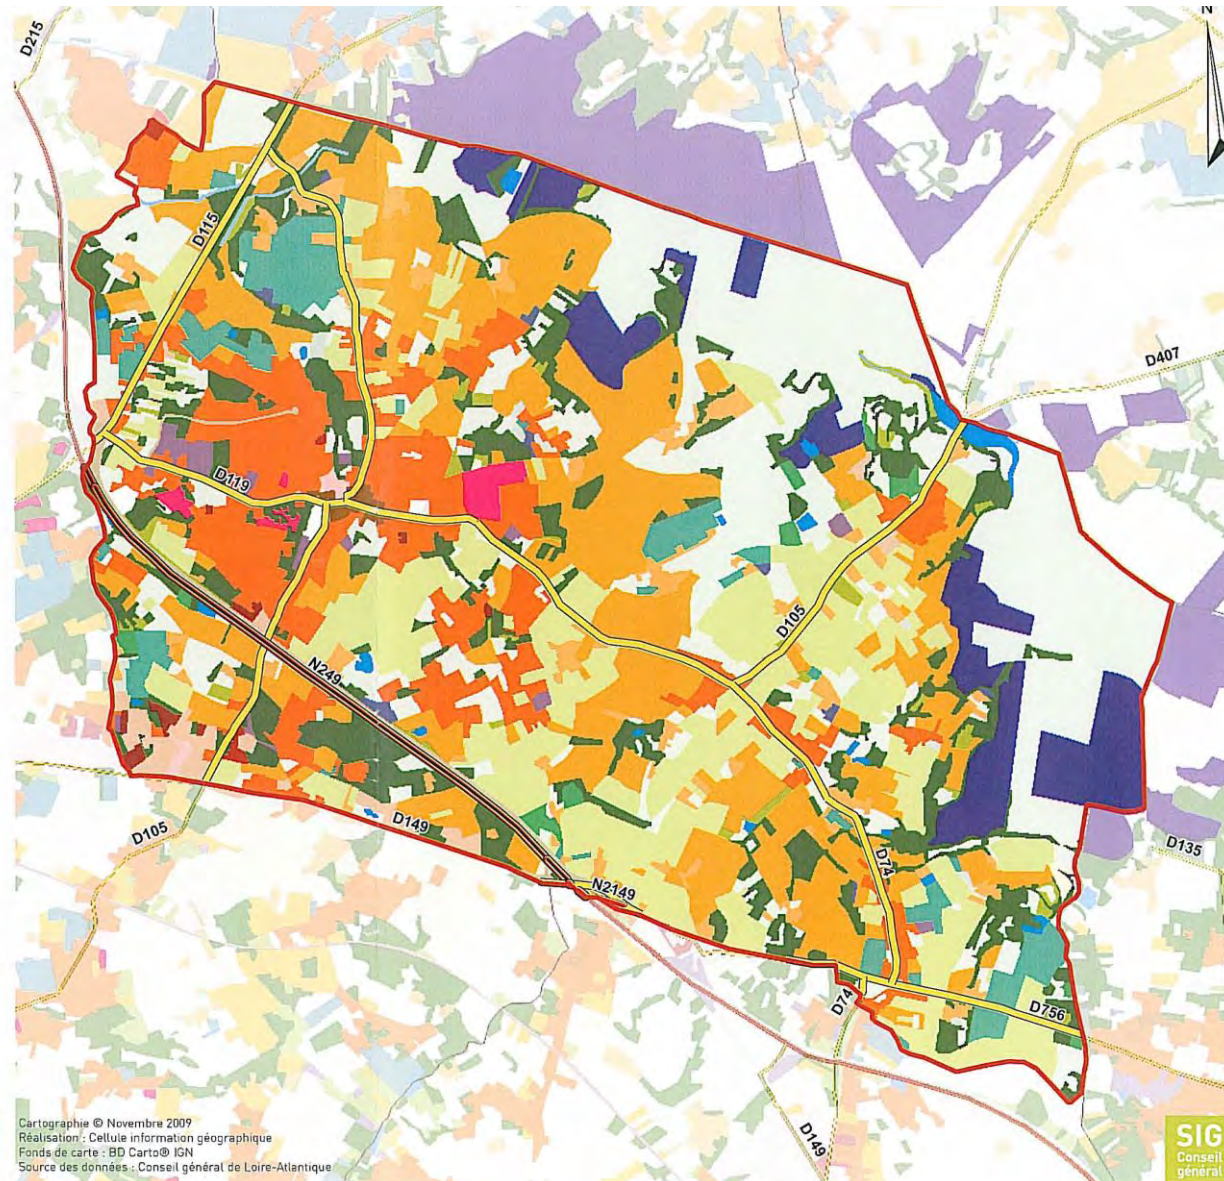 N
D215
D115
D407
D119
D105
N249
D149
D105
N2149
D74
D135
D74
D756
D149
Cartographie © Novembre 2009
Réalisation : Cellule information géographique
Fonds de carte : BD Carto® IGN
Source des données : Conseil général de Loire-Atlantique
SIG
Conseil
général